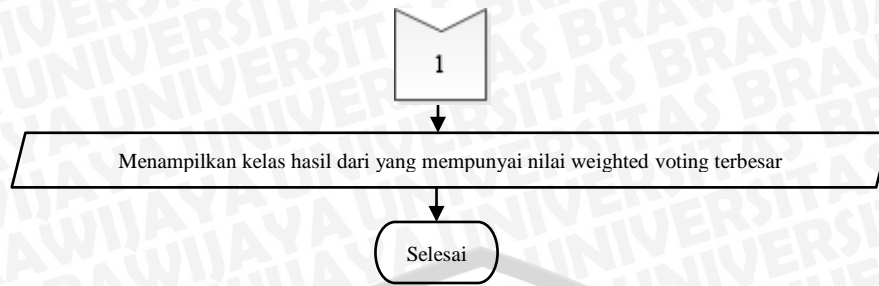 1
Menampilkan kelas hasil dari yang mempunyai nilai weighted voting terbesar
Selesai